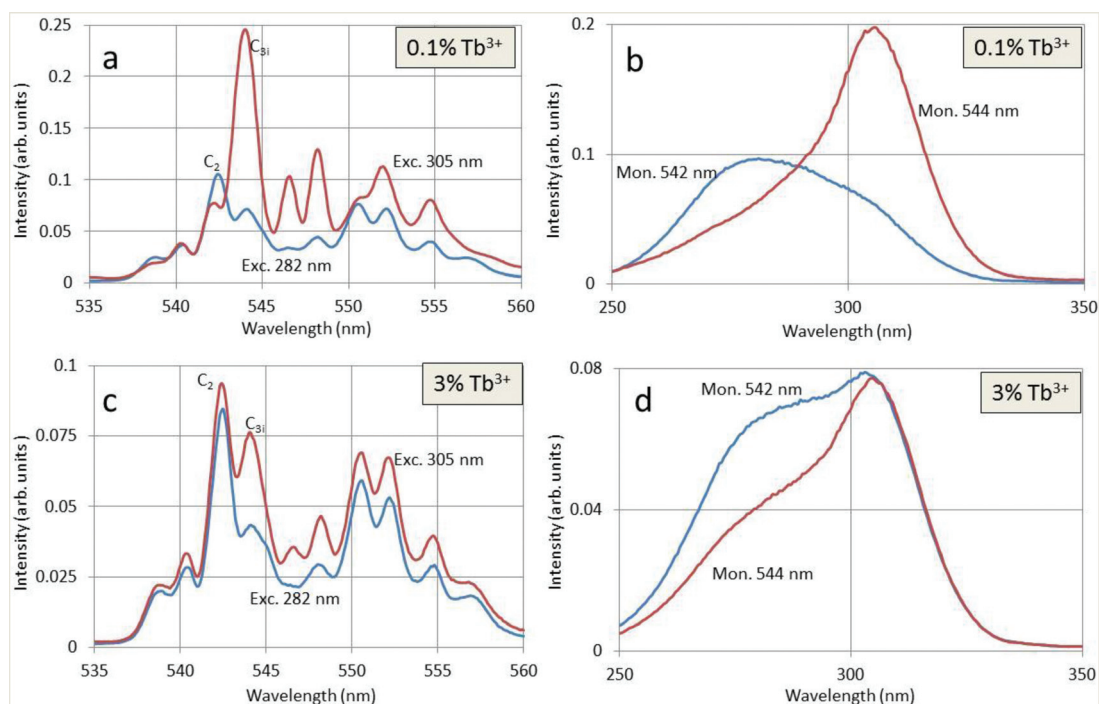 a
0.1% Tb³⁺
C₃ᵢ
C₂
Exc. 305 nm
Exc. 282 nm
Intensity (arb. units)
0.25
0.2
0.15
0.1
0.05
0
535 540 545 550 555 560
Wavelength (nm)
b
0.1% Tb³⁺
Mon. 544 nm
Mon. 542 nm
Intensity (arb. units)
0.2
0.1
0
250 300 350
Wavelength (nm)
c
3% Tb³⁺
C₂
C₃ᵢ
Exc. 305 nm
Exc. 282 nm
Intensity (arb. units)
0.1
0.075
0.05
0.025
0
535 540 545 550 555 560
Wavelength (nm)
d
3% Tb³⁺
Mon. 542 nm
Mon. 544 nm
Intensity (arb. units)
0.08
0.04
0
250 300 350
Wavelength (nm)